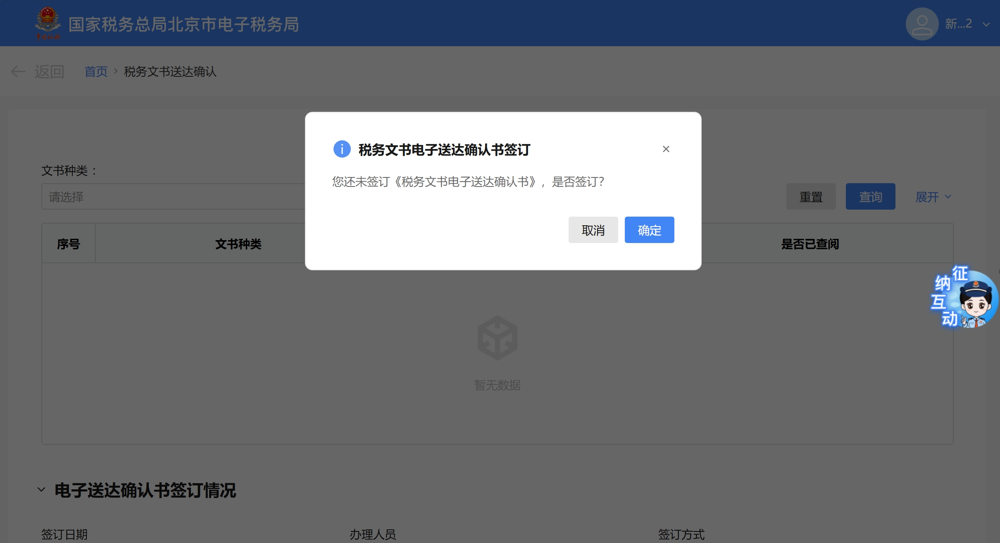 国家税务总局北京市电子税务局
新...2
返回
首页 > 税务文书送达确认
税务文书电子送达确认书签订
您还未签订《税务文书电子送达确认书》，是否签订？
取消 确定
文书种类：
请选择
重置 查询 展开
序号 文书种类 是否已查阅
暂无数据
征
纳
互
动
电子送达确认书签订情况
签订日期 办理人员 签订方式